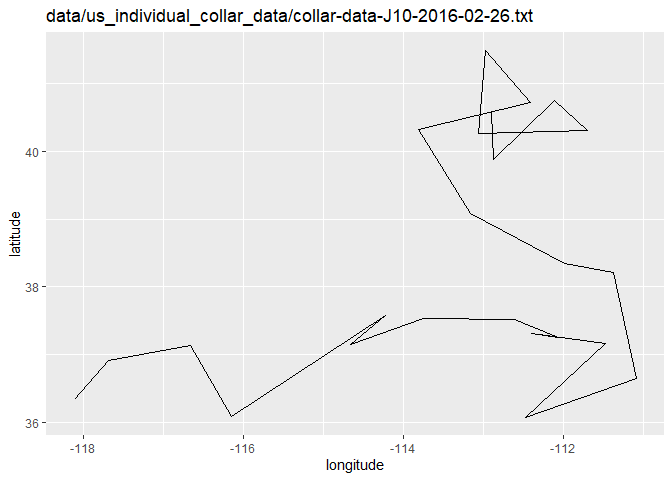 data/us_individual_collar_data/collar-data-J10-2016-02-26.txt
40
38
36
latitude
-118
-116
-114
-112
longitude